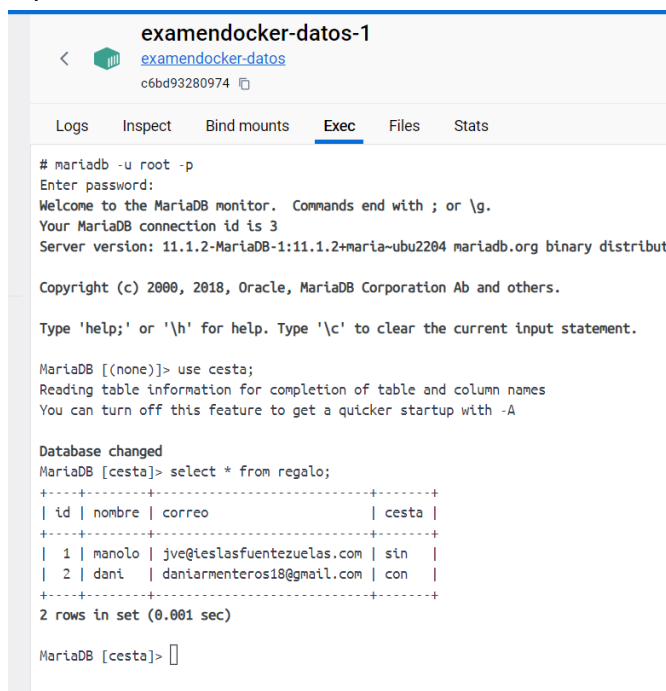 examendocker-datos-1
examendocker-datos
c6bd93280974
Logs Inspect Bind mounts Exec Files Stats
# mariadb -u root -p
Enter password:
Welcome to the MariaDB monitor.  Commands end with ; or \g.
Your MariaDB connection id is 3
Server version: 11.1.2-MariaDB-1:11.1.2+maria~ubu2204 mariadb.org binary distribut
Copyright (c) 2000, 2018, Oracle, MariaDB Corporation Ab and others.
Type 'help;' or '\h' for help. Type '\c' to clear the current input statement.
MariaDB [(none)]> use cesta;
Reading table information for completion of table and column names
You can turn off this feature to get a quicker startup with -A
Database changed
MariaDB [cesta]> select * from regalo;
+----+--------+----------------------------+-------+
| id | nombre | correo                     | cesta |
+----+--------+----------------------------+-------+
|  1 | manolo | jve@ieslasfuentezuelas.com | sin   |
|  2 | dani   | daniarmenteros18@gmail.com | con   |
+----+--------+----------------------------+-------+
2 rows in set (0.001 sec)
MariaDB [cesta]>